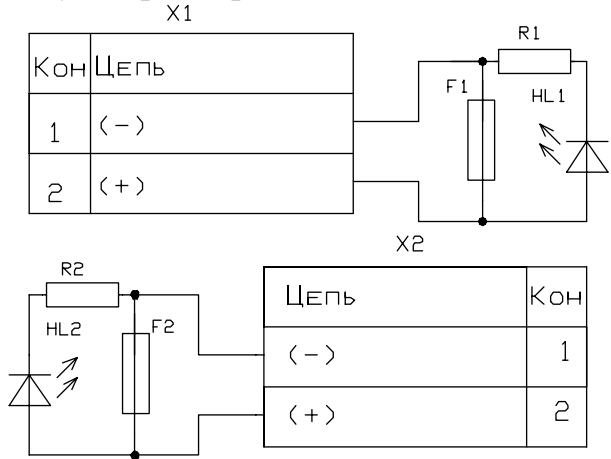 X1
Кон Цепь
1 (-)
2 (+)
R1
F1
HL1
X2
R2
HL2
F2
Цепь Кон
(-) 1
(+) 2